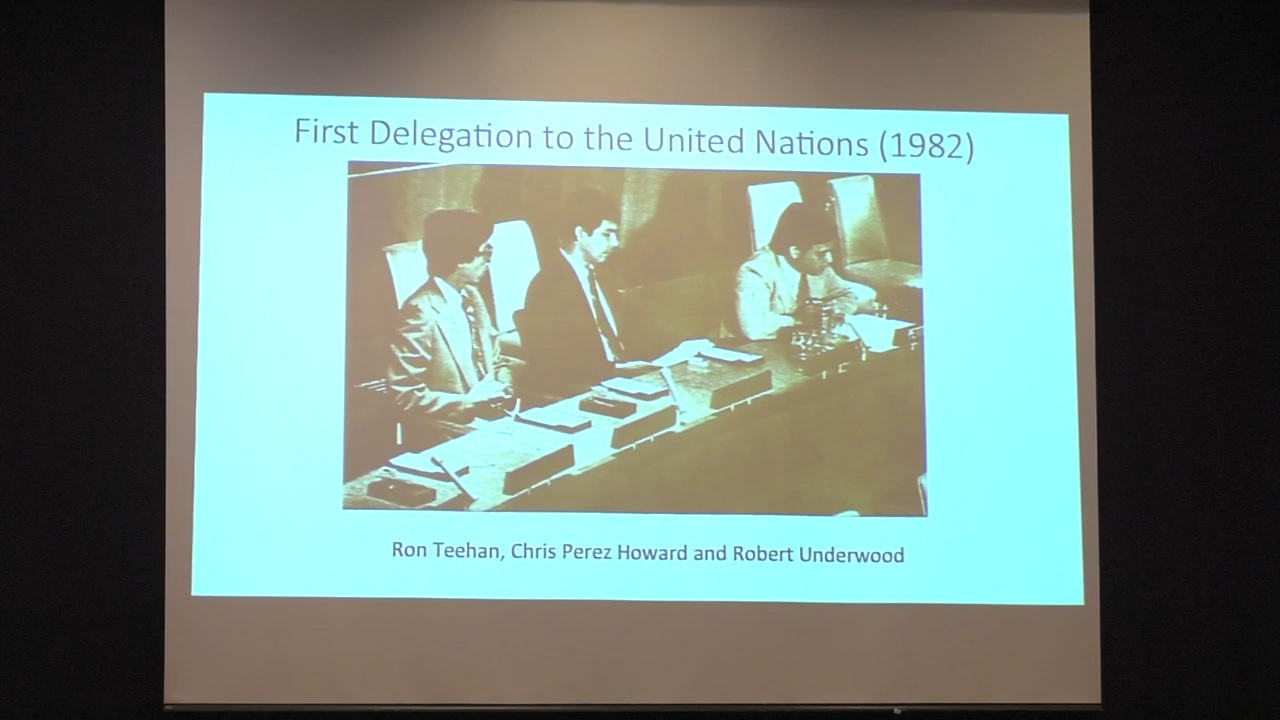 First Delegation to the United Nations (1982)
Ron Teehan, Chris Perez Howard and Robert Underwood